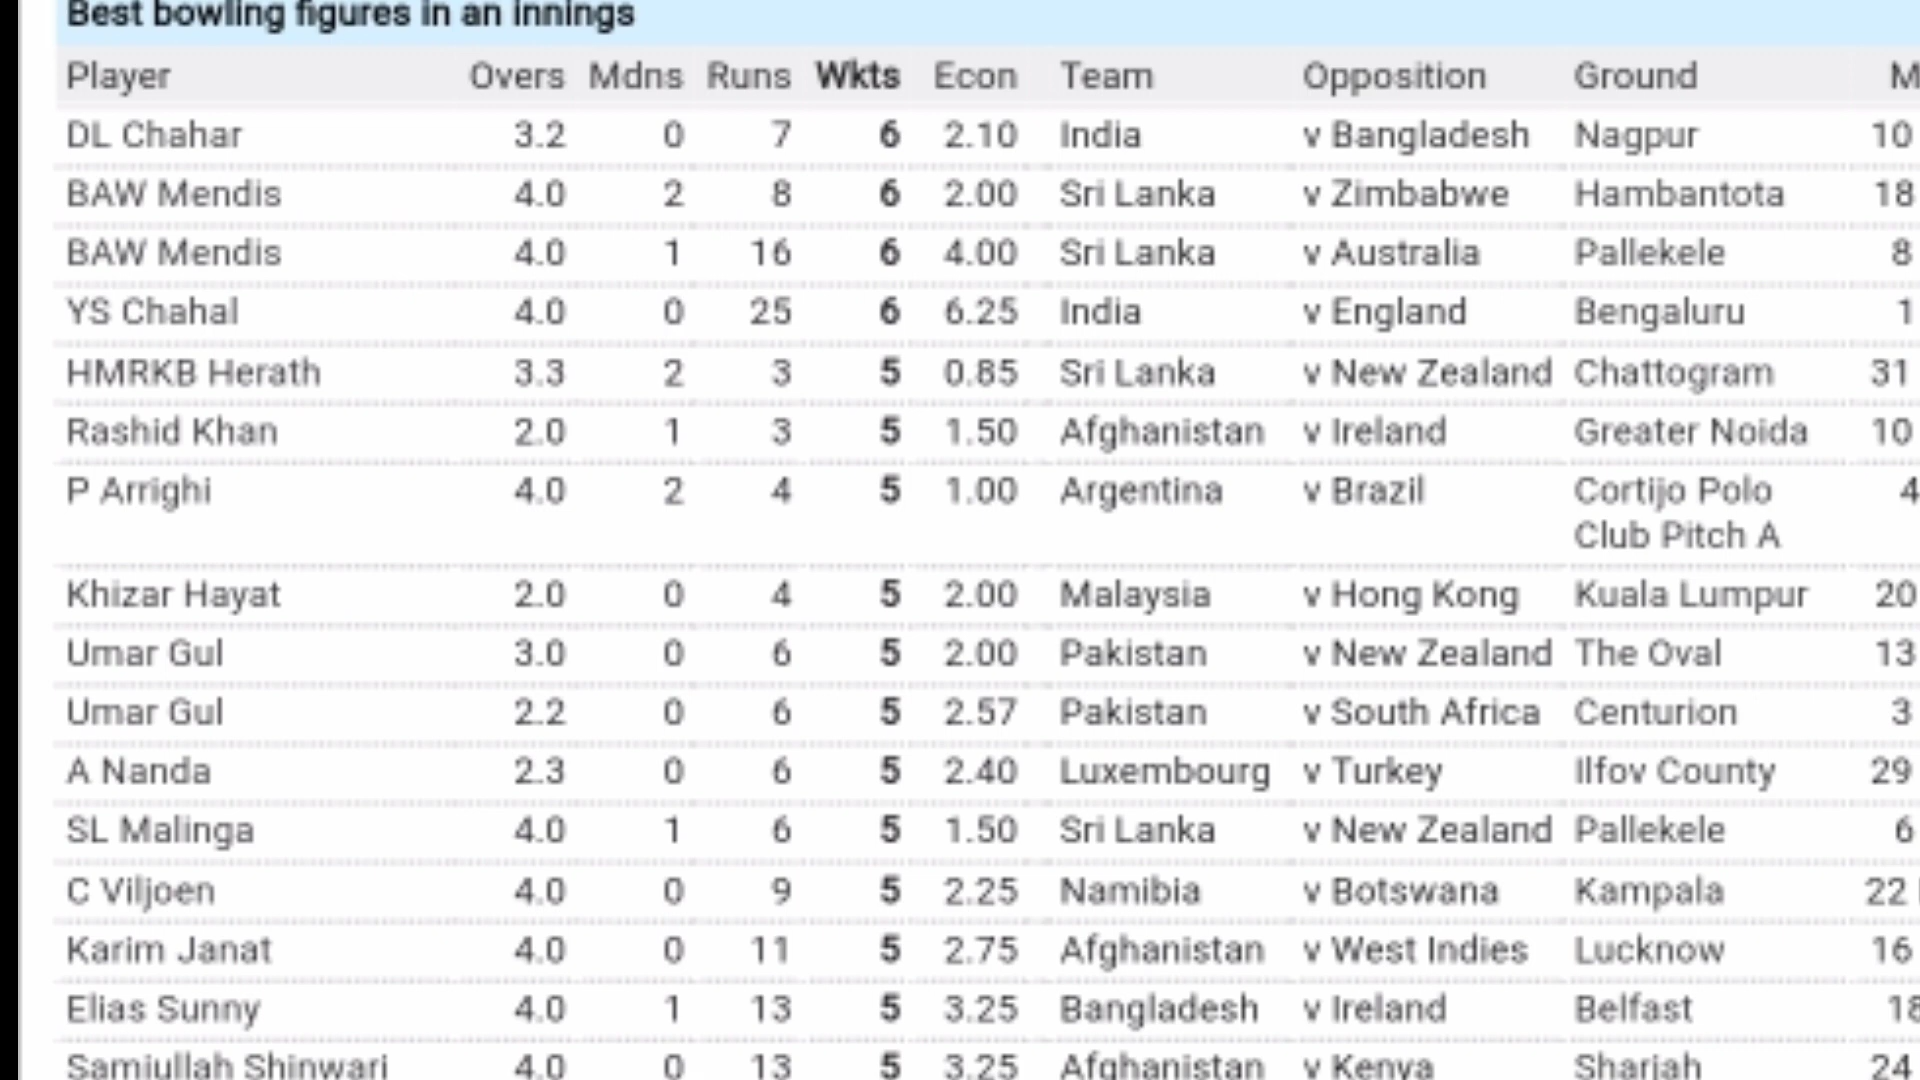 Best bowling figures in an innings
Player Overs Mdns Runs Wkts Econ Team Opposition Ground M
DL Chahar 3.2 0 7 6 2.10 India v Bangladesh Nagpur 10
BAW Mendis 4.0 2 8 6 2.00 Sri Lanka v Zimbabwe Hambantota 18
BAW Mendis 4.0 1 16 6 4.00 Sri Lanka v Australia Pallekele 8
YS Chahal 4.0 0 25 6 6.25 India v England Bengaluru 1
HMRKB Herath 3.3 2 3 5 0.85 Sri Lanka v New Zealand Chattogram 31
Rashid Khan 2.0 1 3 5 1.50 Afghanistan v Ireland Greater Noida 10
P Arrighi 4.0 2 4 5 1.00 Argentina v Brazil Cortijo Polo 4
Club Pitch A
Khizar Hayat 2.0 0 4 5 2.00 Malaysia v Hong Kong Kuala Lumpur 20
Umar Gul 3.0 0 6 5 2.00 Pakistan v New Zealand The Oval 13
Umar Gul 2.2 0 6 5 2.57 Pakistan v South Africa Centurion 3
A Nanda 2.3 0 6 5 2.40 Luxembourg v Turkey Ilfov County 29
SL Malinga 4.0 1 6 5 1.50 Sri Lanka v New Zealand Pallekele 6
C Viljoen 4.0 0 9 5 2.25 Namibia v Botswana Kampala 22
Karim Janat 4.0 0 11 5 2.75 Afghanistan v West Indies Lucknow 16
Elias Sunny 4.0 1 13 5 3.25 Bangladesh v Ireland Belfast 18
Samiullah Shinwari 4.0 0 13 5 3.25 Afghanistan v Kenya Sharjah 24